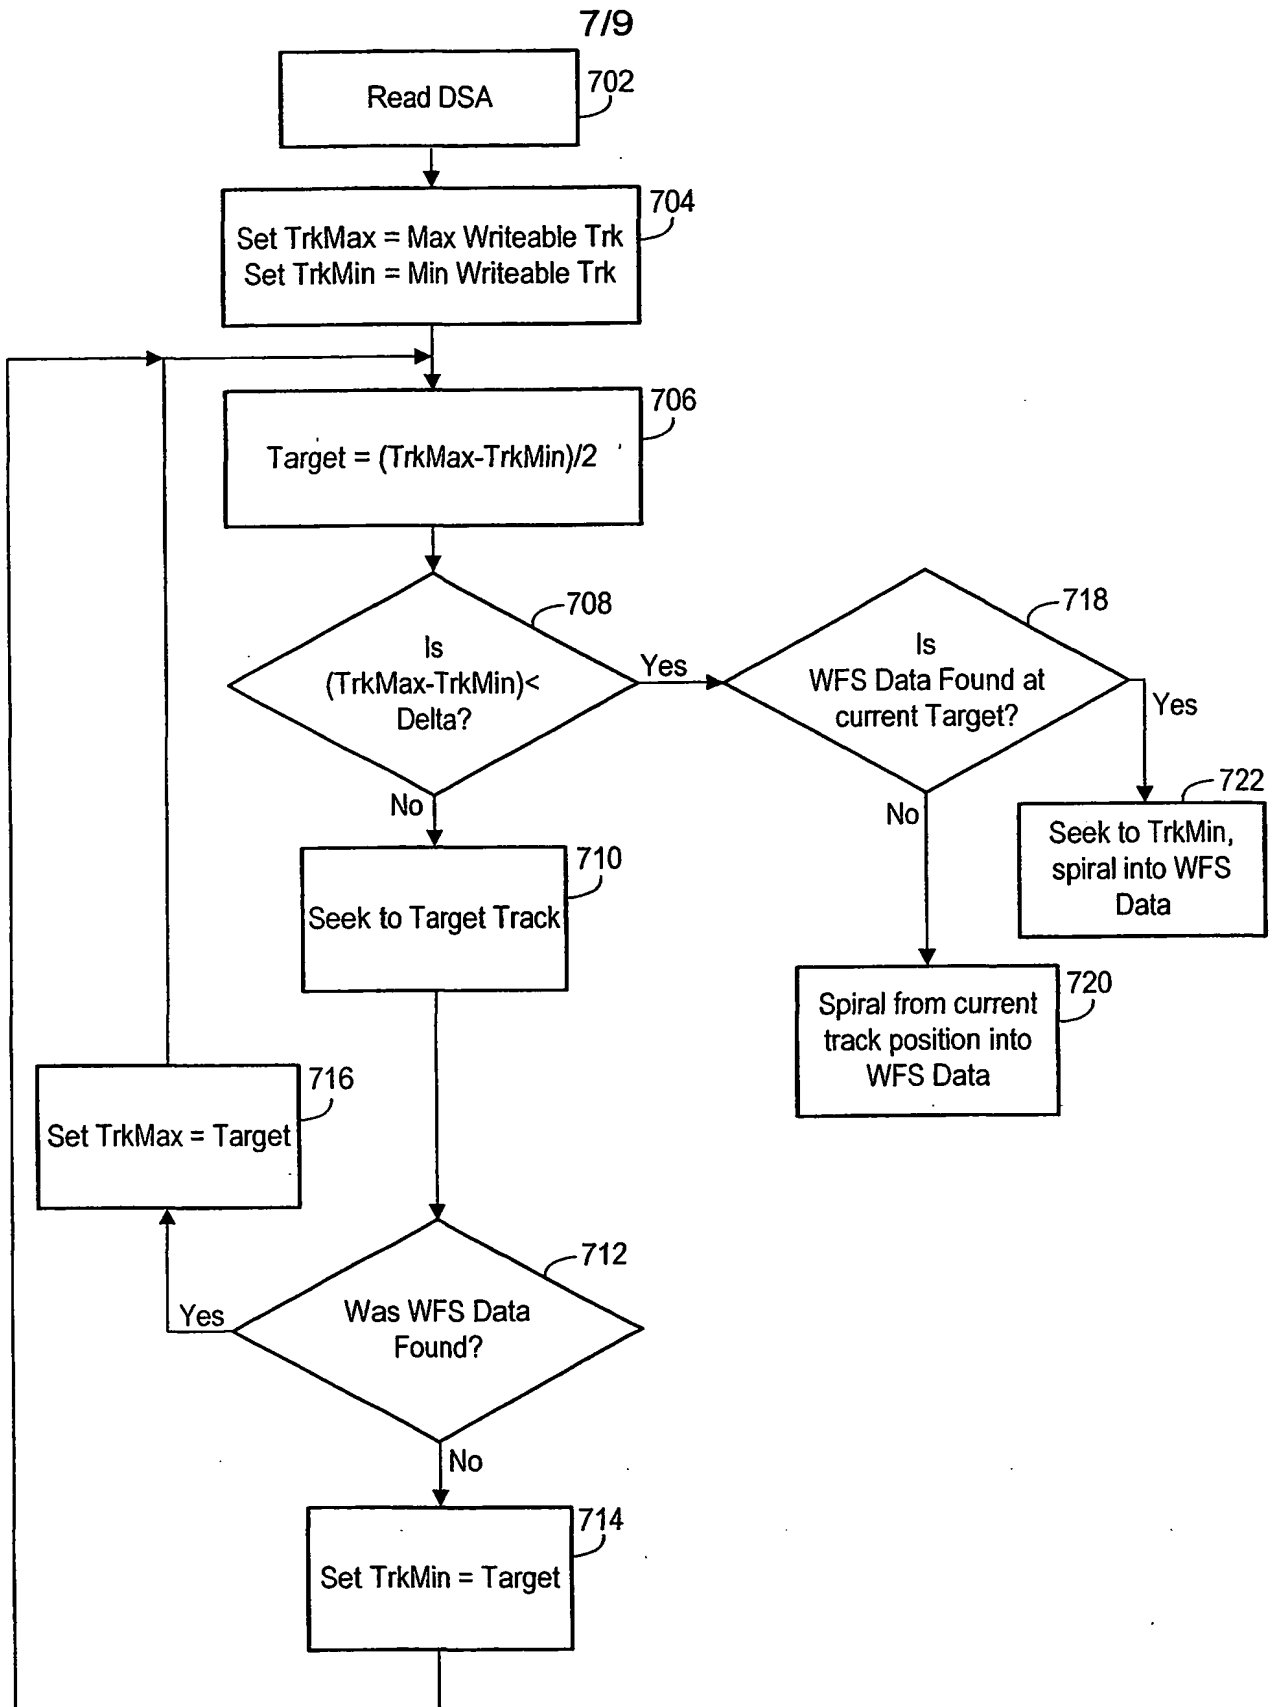 7/9
Read DSA
702
Set TrkMax = Max Writeable Trk
Set TrkMin = Min Writeable Trk
704
Target = (TrkMax-TrkMin)/2
706
Is
(TrkMax-TrkMin)<
Delta?
708
Yes
No
Is
WFS Data Found at
current Target?
718
Yes
No
Seek to TrkMin,
spiral into WFS
Data
722
Spiral from current
track position into
WFS Data
720
Seek to Target Track
710
Set TrkMax = Target
716
Was WFS Data
Found?
712
Yes
No
Set TrkMin = Target
714